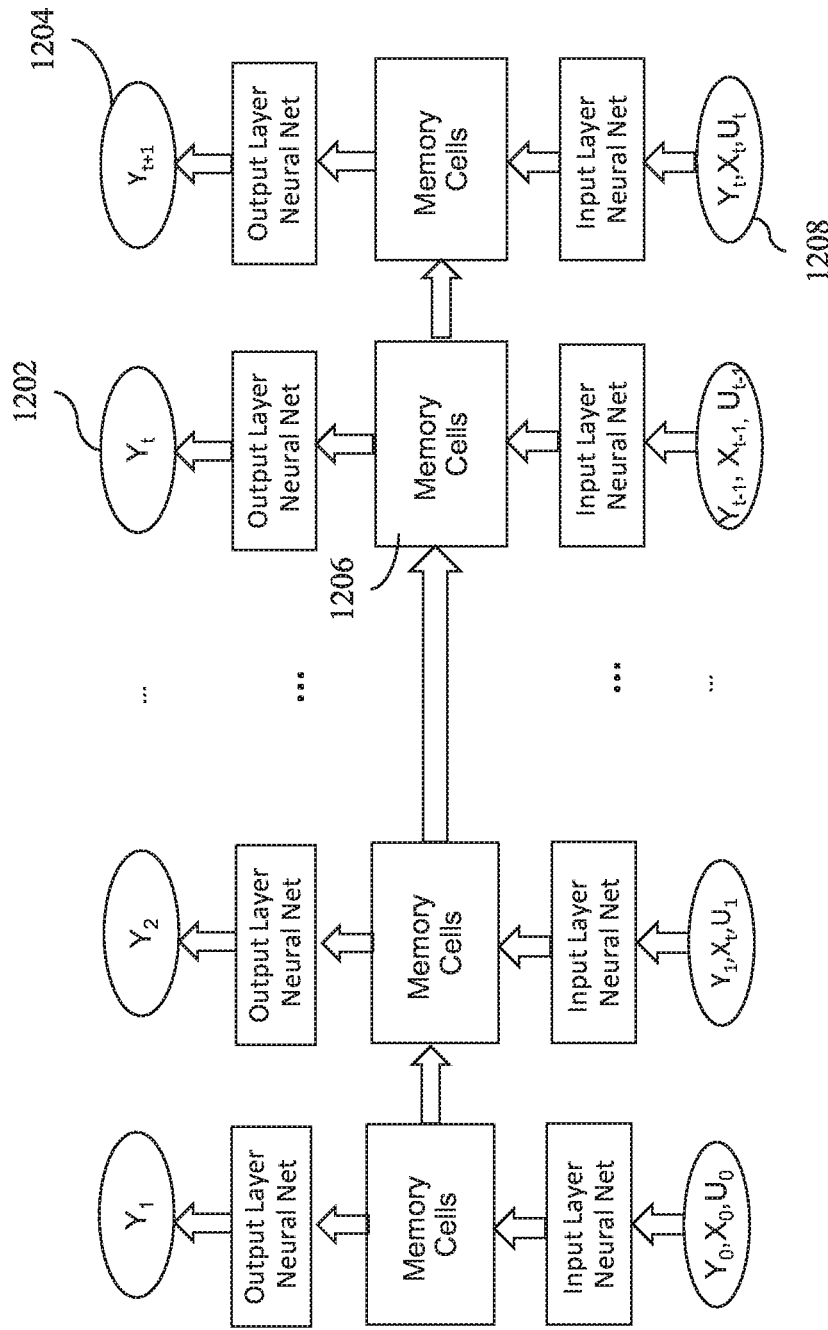 1202
1204
Y₁
Y₂
...
Yₜ
Yₜ₊₁
Output Layer
Neural Net
Output Layer
Neural Net
...
Output Layer
Neural Net
Output Layer
Neural Net
1206
Memory
Cells
Memory
Cells
Memory
Cells
Memory
Cells
Input Layer
Neural Net
Input Layer
Neural Net
...
Input Layer
Neural Net
Input Layer
Neural Net
Y₀,X₀,U₀
Y₁,Xₜ,U₁
...
Yₜ₋₁, Xₜ₋₁, Uₜ₋₁
Yₜ,Xₜ,Uₜ
1208